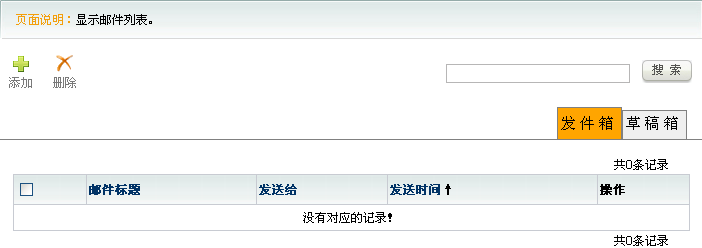 页面说明：显示邮件列表。
添加 删除 搜 索
发 件 箱 草 稿 箱
共0条记录
邮件标题 发送给 发送时间↑ 操作
没有对应的记录!
共0条记录